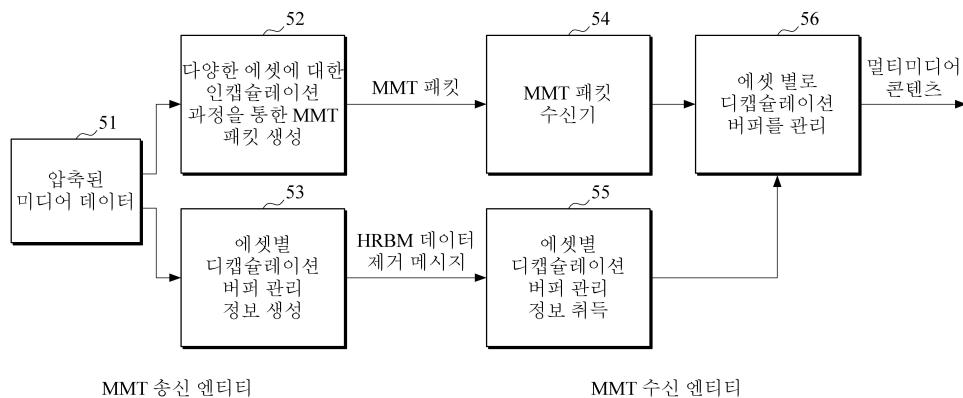 52
다양한 에셋에 대한
인캡슐레이션
과정을 통한 MMT
패킷 생성
MMT 패킷
54
MMT 패킷
수신기
56
에셋 별로
디캡슐레이션
버퍼를 관리
멀티미디어
콘텐츠
51
압축된
미디어 데이터
53
에셋별
디캡슐레이션
버퍼 관리
정보 생성
HRBM 데이터
제거 메시지
55
에셋별
디캡슐레이션
버퍼 관리
정보 취득
MMT 송신 엔티티
MMT 수신 엔티티